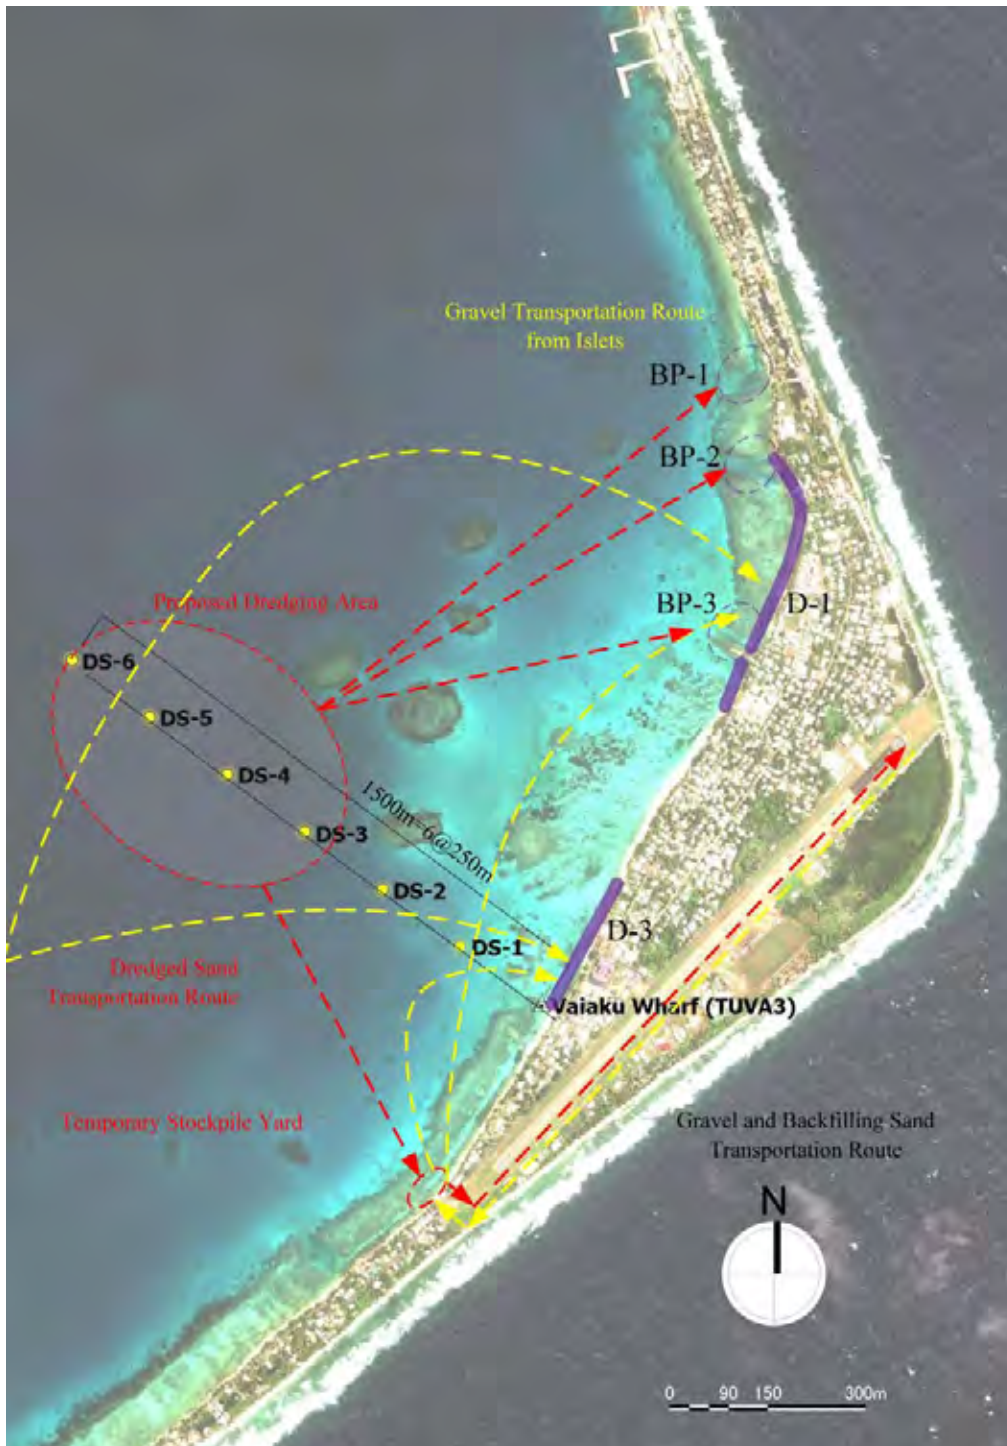 Gravel Transportation Route
from Islets
BP-1
BP-2
Proposed Dredging Area
BP-3
D-1
DS-6
DS-5
DS-4
1500m=6@250m
DS-3
DS-2
D-3
DS-1
Dredged Sand
Transportation Route
Vaiaku Wharf (TUVA3)
Temporary Stockpile Yard
Gravel and Backfilling Sand
Transportation Route
N
0 90 150 300m